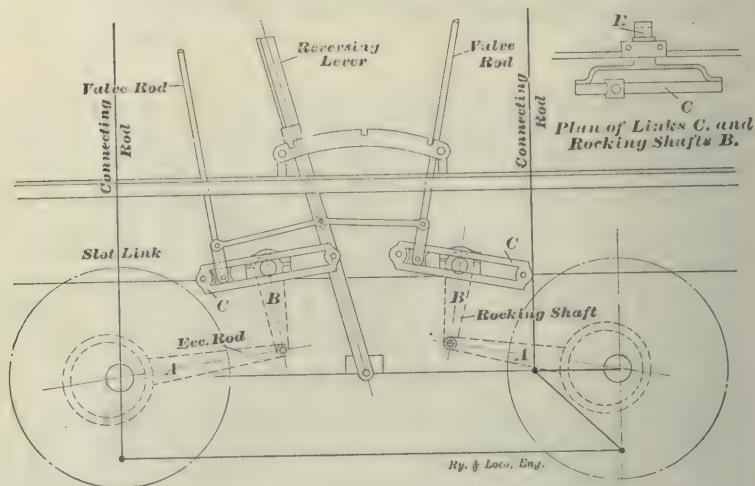 Reversing
Lever
Valve Rod
Valve
Rod
Connecting
Rod
Connecting
Rod
C
Plan of Links C. and
Rocking Shafts B.
Slot Link
C
C
B
B
Rocking Shaft
Ecc. Rod
A
A
Ry. & Loco. Eng.